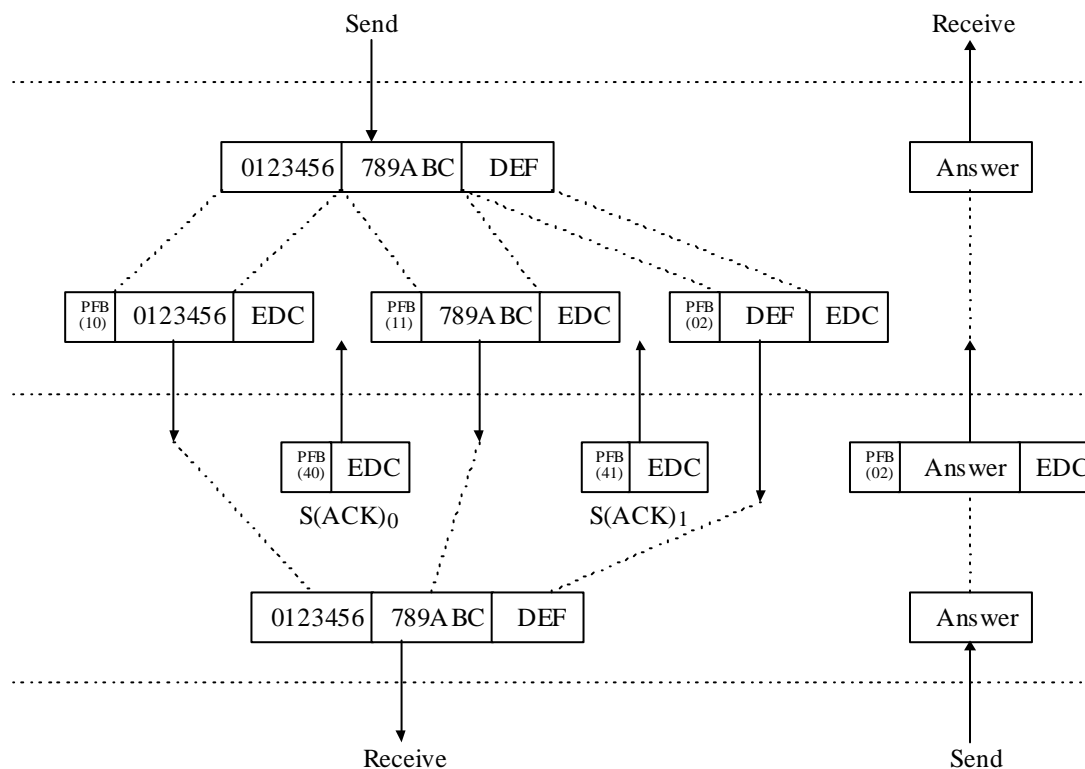 Send Receive
0123456 789ABC DEF Answer
PFB (10) 0123456 EDC PFB (11) 789ABC EDC PFB (02) DEF EDC
PFB (40) EDC PFB (41) EDC PFB (02) Answer EDC
S(ACK)0 S(ACK)1
0123456 789ABC DEF Answer
Receive Send